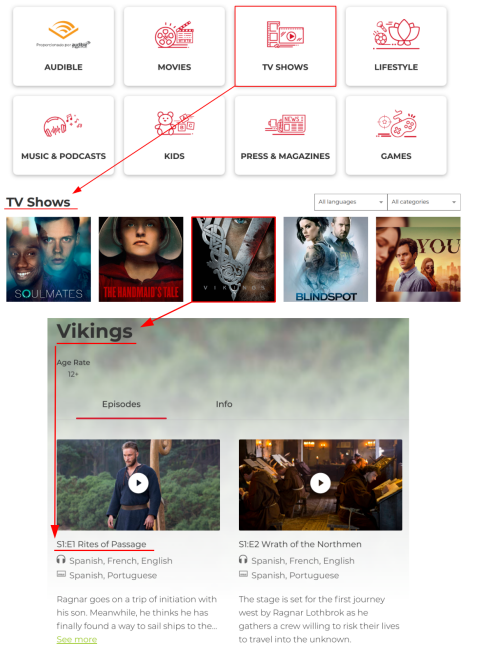 Proporcionado por audible
AUDIBLE
MOVIES
TV SHOWS
LIFESTYLE
NEWS
MUSIC & PODCASTS
KIDS
PRESS & MAGAZINES
GAMES
TV Shows
All languages
All categories
SOULMATES
THE HANDMAID'S TALE
VIKINGS
BLINDSPOT
YOU
Vikings
Age Rate
12+
Episodes
Info
S1:E1 Rites of Passage
Spanish, French, English
Spanish, Portuguese
Ragnar goes on a trip of initiation with
his son. Meanwhile, he thinks he has
finally found a way to sail ships to the...
See more
S1:E2 Wrath of the Northmen
Spanish, French, English
Spanish, Portuguese
The stage is set for the first journey
west by Ragnar Lothbrok as he
gathers a crew willing to risk their lives
to travel into the unknown.